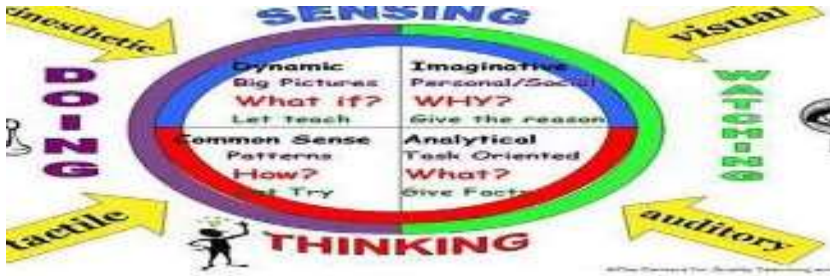 SENSING
kinesthetic
visual
DOING
WATCHING
Dynamic
Big Pictures
What if?
Let teach
Imaginative
Personal/Social
WHY?
Give the reason
Common Sense
Patterns
How?
Try
Analytical
Task Oriented
What?
Give Facts
tactile
auditory
THINKING